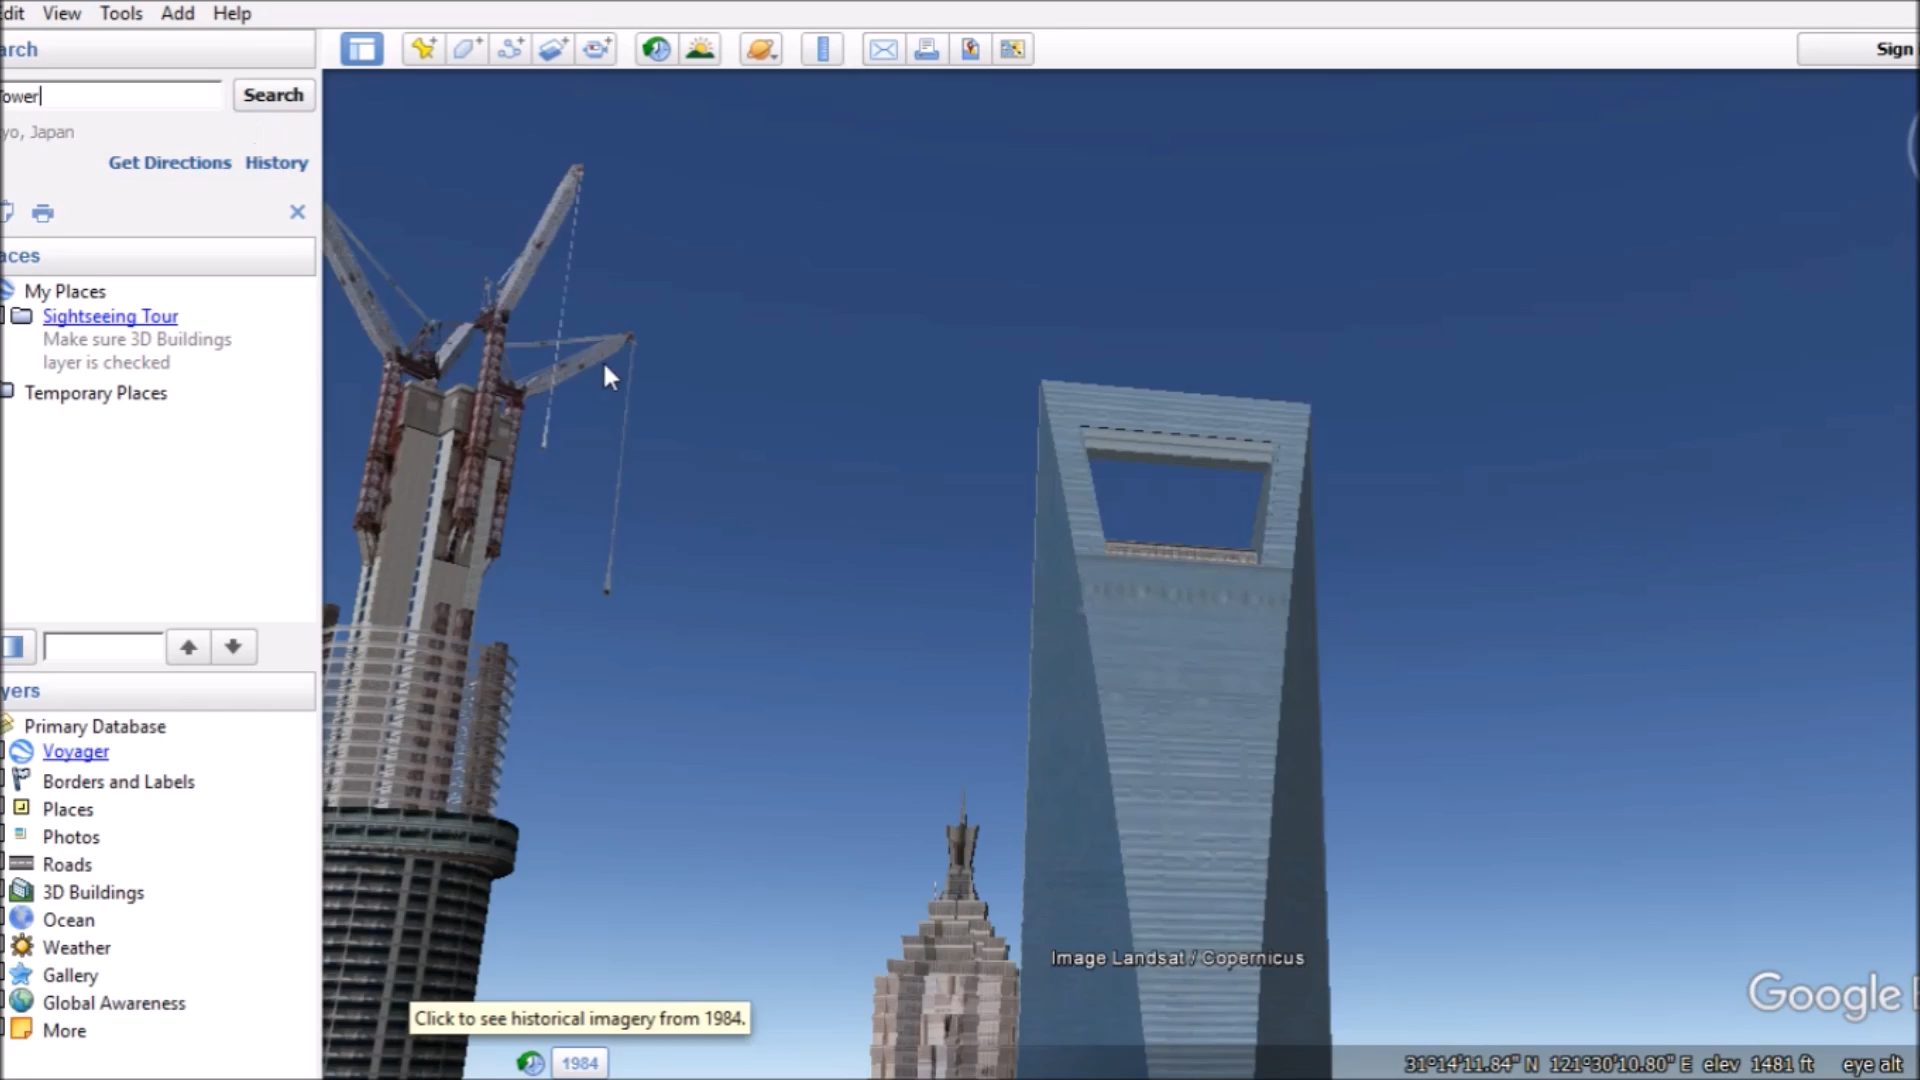 dit View Tools Add Help
arch
Sign
ower
Search
yo, Japan
Get Directions History
aces
My Places
Sightseeing Tour
Make sure 3D Buildings
layer is checked
Temporary Places
yers
Primary Database
Voyager
Borders and Labels
Places
Photos
Roads
3D Buildings
Ocean
Weather
Gallery
Global Awareness
More
Image Landsat / Copernicus
Google
Click to see historical imagery from 1984.
1984
31°14'11.84" N 121°30'10.80" E elev 1481 ft eye alt